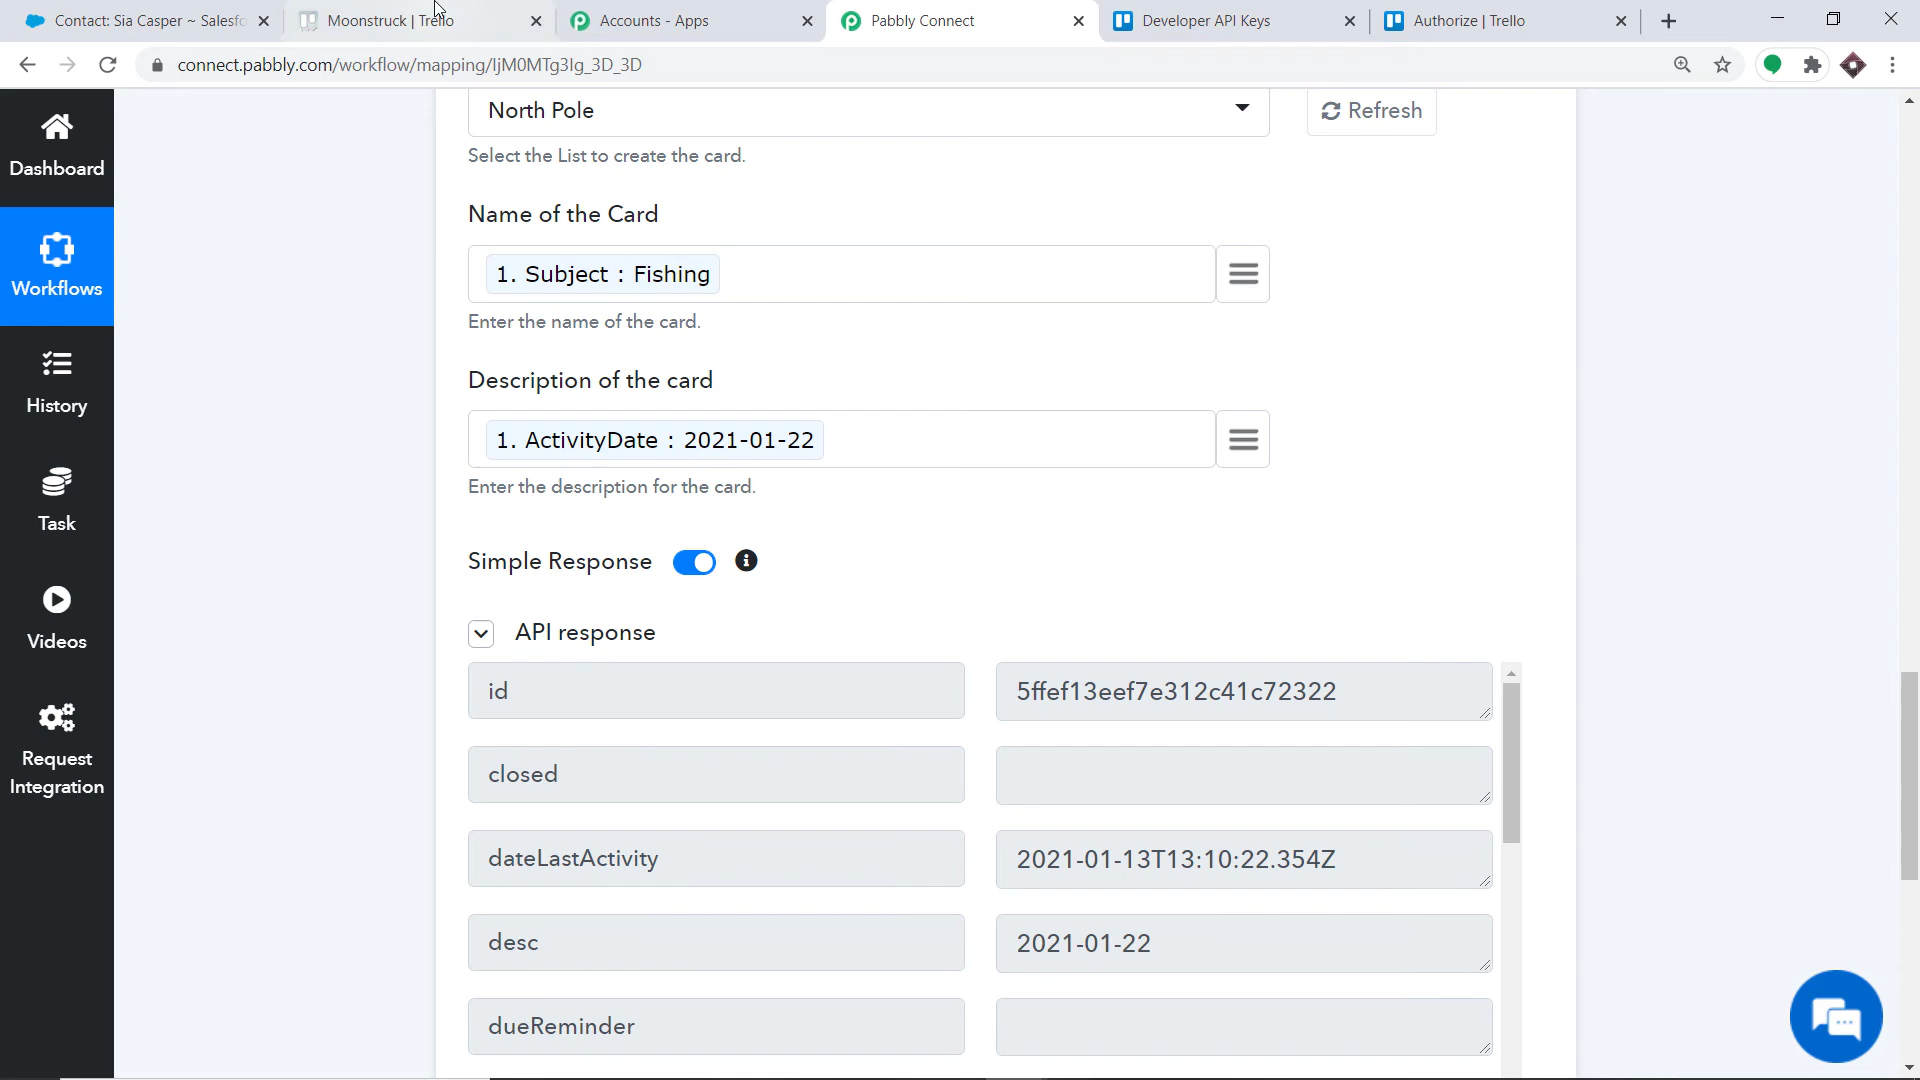 Contact: Sia Casper ~ Salesfo
Moonstruck | Trello
Accounts - Apps
Pabbly Connect
Developer API Keys
Authorize | Trello
connect.pabbly.com/workflow/mapping/IjM0MTg3Ig_3D_3D
Dashboard
Workflows
History
Task
Videos
Request
Integration
North Pole
Refresh
Select the List to create the card.
Name of the Card
1. Subject : Fishing
Enter the name of the card.
Description of the card
1. ActivityDate : 2021-01-22
Enter the description for the card.
Simple Response
API response
id
5ffef13eef7e312c41c72322
closed
dateLastActivity
2021-01-13T13:10:22.354Z
desc
2021-01-22
dueReminder